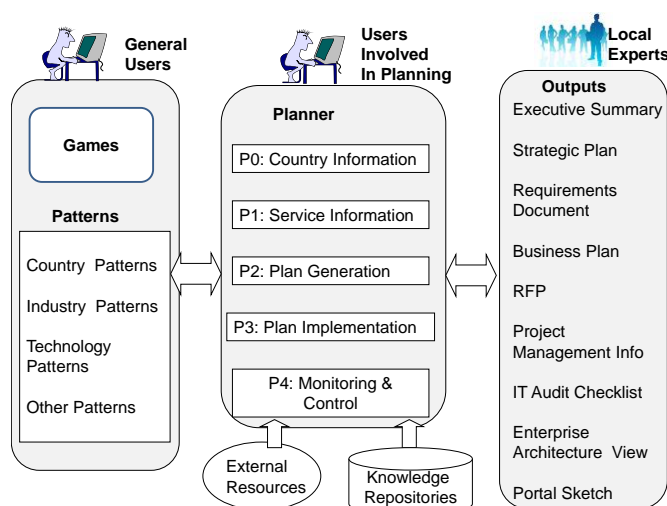 General
Users
Games
Patterns
Country Patterns
Industry Patterns
Technology
Patterns
Other Patterns
Users
Involved
In Planning
Planner
P0: Country Information
P1: Service Information
P2: Plan Generation
P3: Plan Implementation
P4: Monitoring &
Control
External
Resources
Knowledge
Repositories
Local
Experts
Outputs
Executive Summary
Strategic Plan
Requirements
Document
Business Plan
RFP
Project
Management Info
IT Audit Checklist
Enterprise
Architecture View
Portal Sketch